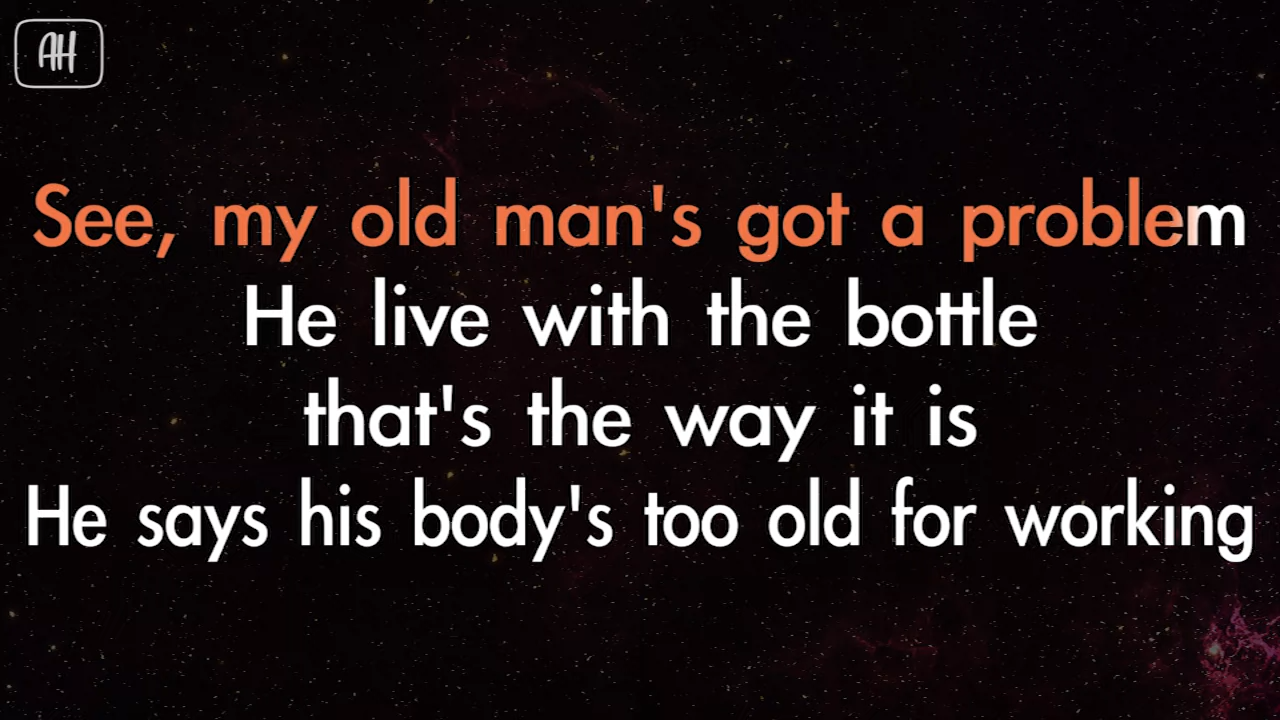 AH
See, my old man's got a problem
He live with the bottle
that's the way it is
He says his body's too old for working